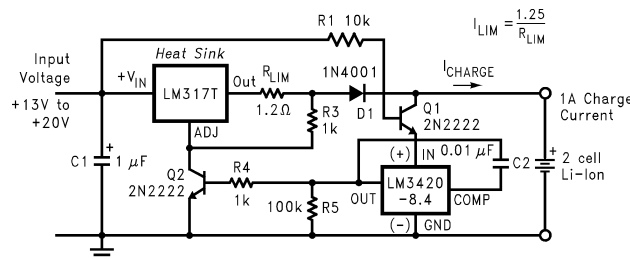 R1 10k
I_LIM = 1.25 / R_LIM
Input
Voltage
+13V to
+20V
Heat Sink
+V_IN
LM317T
Out
R_LIM
1.2Ω
1N4001
D1
I_CHARGE
1A Charge
Current
ADJ
R3
1k
Q1
2N2222
C1
+
1 μF
Q2
2N2222
R4
1k
(+) IN
0.01 μF
C2
+
2 cell
Li-Ion
100k
R5
OUT
LM3420
-8.4
COMP
(-) GND